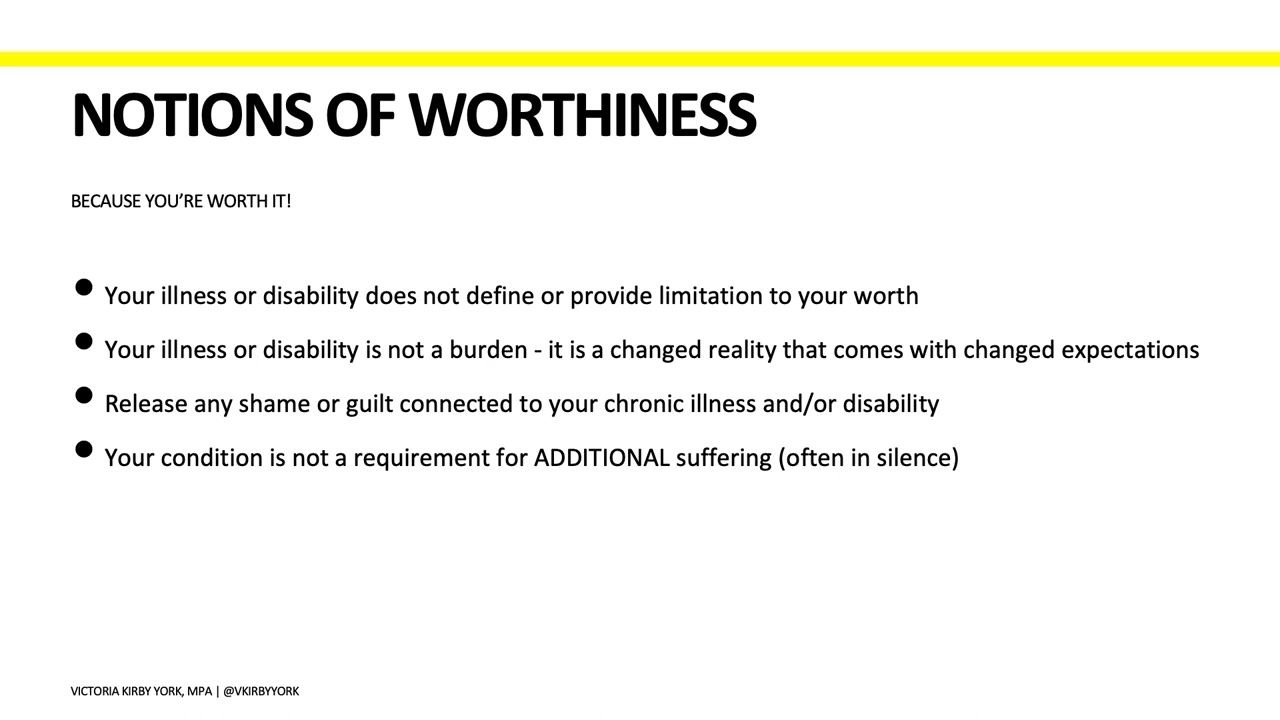 NOTIONS OF WORTHINESS
BECAUSE YOU’RE WORTH IT!
• Your illness or disability does not define or provide limitation to your worth
• Your illness or disability is not a burden - it is a changed reality that comes with changed expectations
• Release any shame or guilt connected to your chronic illness and/or disability
• Your condition is not a requirement for ADDITIONAL suffering (often in silence)
VICTORIA KIRBY YORK, MPA | @VKIRBYYORK